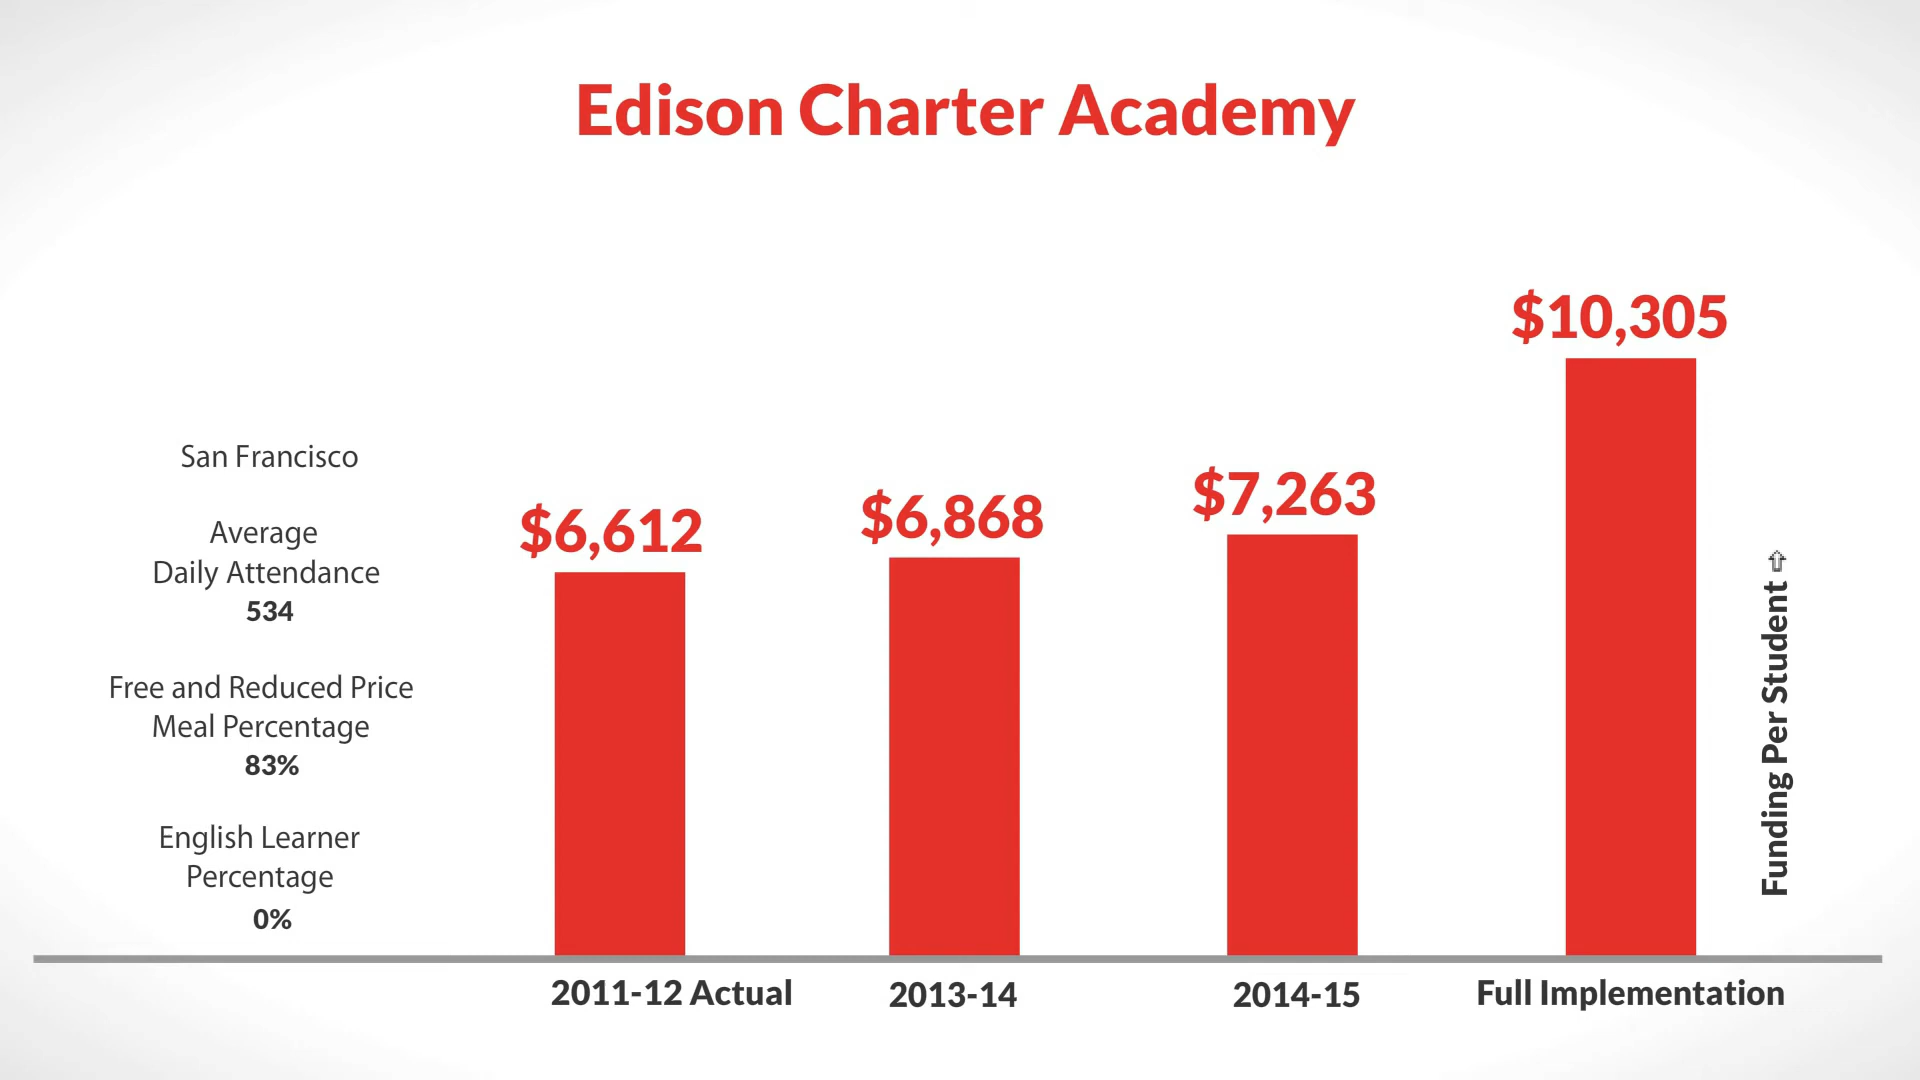 Edison Charter Academy
San Francisco
Average
Daily Attendance
534
Free and Reduced Price
Meal Percentage
83%
English Learner
Percentage
0%
$6,612
$6,868
$7,263
$10,305
2011-12 Actual
2013-14
2014-15
Full Implementation
Funding Per Student ⇧